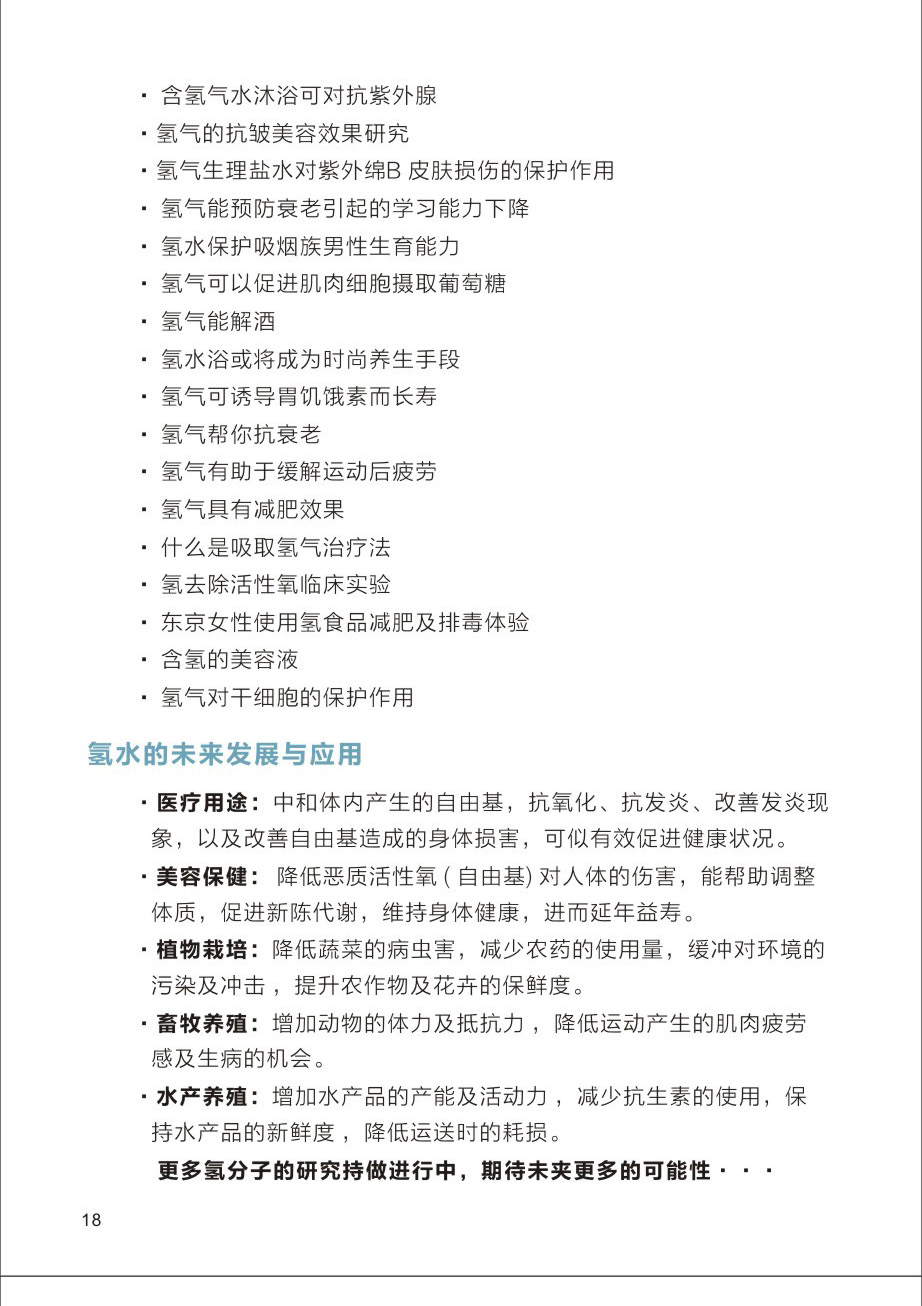 · 含氢气水沐浴可对抗紫外腺
· 氢气的抗皱美容效果研究
· 氢气生理盐水对紫外绵B 皮肤损伤的保护作用
· 氢气能预防衰老引起的学习能力下降
· 氢水保护吸烟族男性生育能力
· 氢气可以促进肌肉细胞摄取葡萄糖
· 氢气能解酒
· 氢水浴或将成为时尚养生手段
· 氢气可诱导胃饥饿素而长寿
· 氢气帮你抗衰老
· 氢气有助于缓解运动后疲劳
· 氢气具有减肥效果
· 什么是吸取氢气治疗法
· 氢去除活性氧临床实验
· 东京女性使用氢食品减肥及排毒体验
· 含氢的美容液
· 氢气对干细胞的保护作用
氢水的未来发展与应用
· 医疗用途：中和体内产生的自由基，抗氧化、抗发炎、改善发炎现
象，以及改善自由基造成的身体损害，可似有效促进健康状况。
· 美容保健： 降低恶质活性氧 ( 自由基) 对人体的伤害，能帮助调整
体质，促进新陈代谢，维持身体健康，进而延年益寿。
· 植物栽培：降低蔬菜的病虫害，减少农药的使用量，缓冲对环境的
污染及冲击 ，提升农作物及花卉的保鲜度。
· 畜牧养殖：增加动物的体力及抵抗力 ，降低运动产生的肌肉疲劳
感及生病的机会。
· 水产养殖：增加水产品的产能及活动力 ，减少抗生素的使用，保
持水产品的新鲜度 ，降低运送时的耗损。
更多氢分子的研究持做进行中，期待未来更多的可能性 · · ·
18